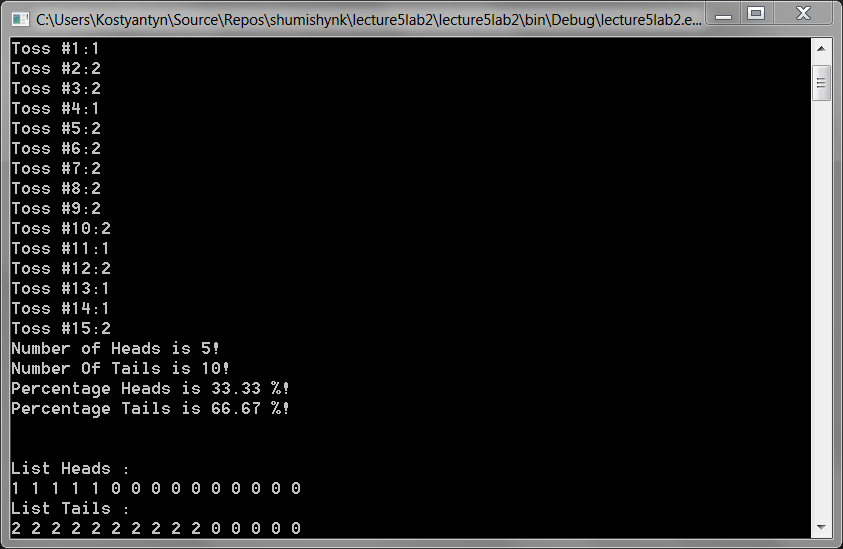 C:\Users\Kostyantyn\Source\Repos\shumishynk\lecture5lab2\lecture5lab2\bin\Debug\lecture5lab2.e...
Toss #1:1
Toss #2:2
Toss #3:2
Toss #4:1
Toss #5:2
Toss #6:2
Toss #7:2
Toss #8:2
Toss #9:2
Toss #10:2
Toss #11:1
Toss #12:2
Toss #13:1
Toss #14:1
Toss #15:2
Number of Heads is 5!
Number Of Tails is 10!
Percentage Heads is 33.33 %!
Percentage Tails is 66.67 %!
List Heads :
1 1 1 1 1 0 0 0 0 0 0 0 0 0 0
List Tails :
2 2 2 2 2 2 2 2 2 2 0 0 0 0 0